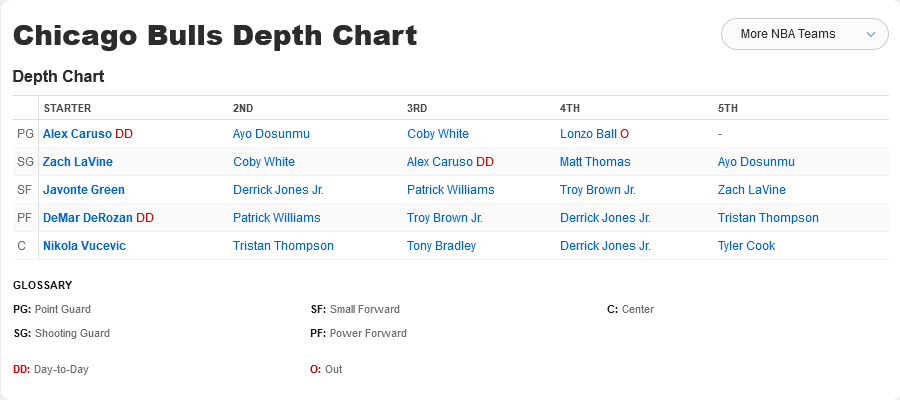 Chicago Bulls Depth Chart
More NBA Teams
Depth Chart
STARTER 2ND 3RD 4TH 5TH
PG Alex Caruso DD Ayo Dosunmu Coby White Lonzo Ball O -
SG Zach LaVine Coby White Alex Caruso DD Matt Thomas Ayo Dosunmu
SF Javonte Green Derrick Jones Jr. Patrick Williams Troy Brown Jr. Zach LaVine
PF DeMar DeRozan DD Patrick Williams Troy Brown Jr. Derrick Jones Jr. Tristan Thompson
C Nikola Vucevic Tristan Thompson Tony Bradley Derrick Jones Jr. Tyler Cook
GLOSSARY
PG: Point Guard SF: Small Forward C: Center
SG: Shooting Guard PF: Power Forward
DD: Day-to-Day O: Out